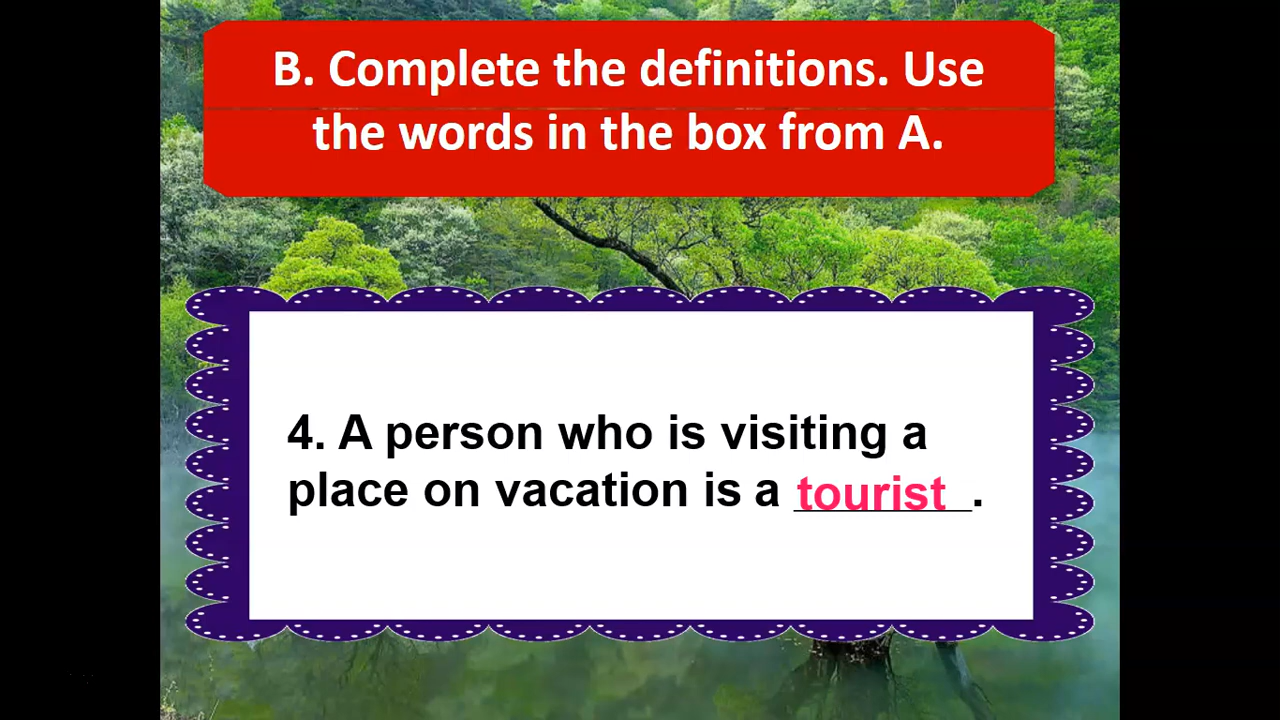 B. Complete the definitions. Use
the words in the box from A.
4. A person who is visiting a
place on vacation is a tourist.